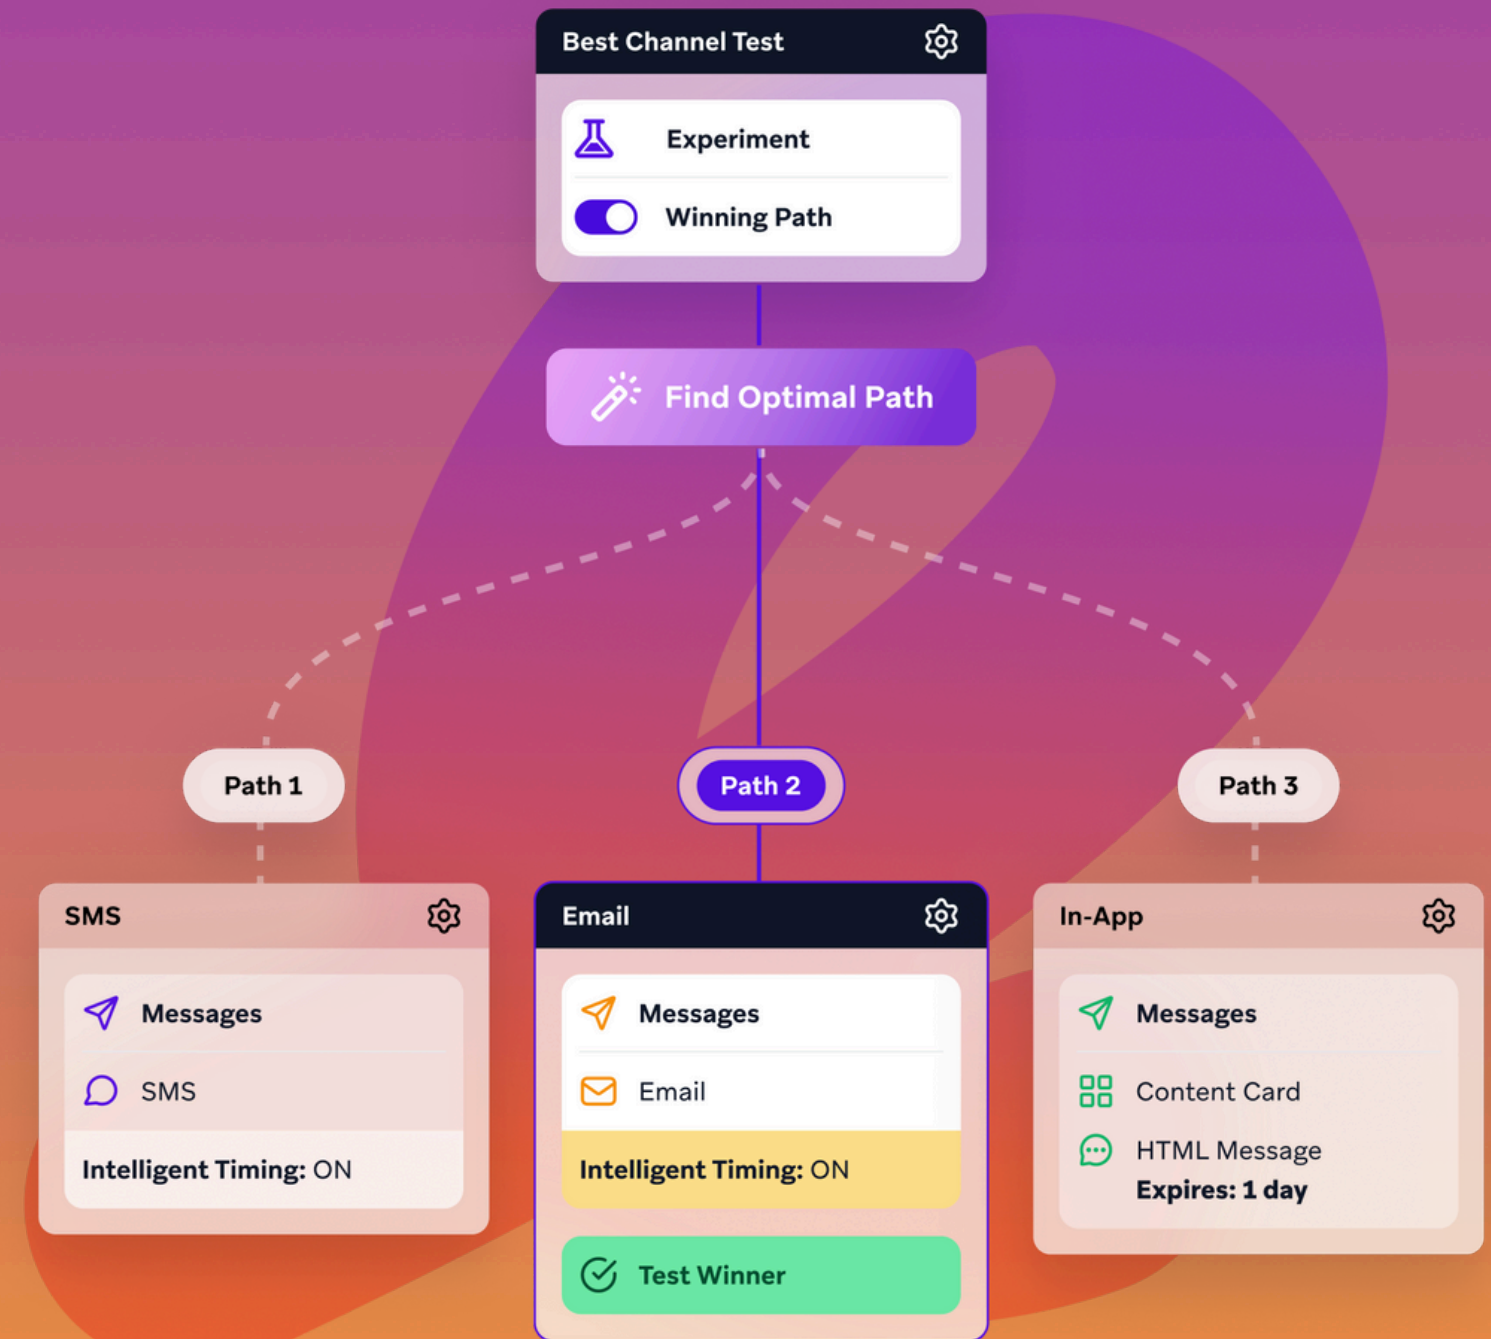 Best Channel Test
Experiment
Winning Path
Find Optimal Path
Path 1
Path 2
Path 3
SMS
Messages
SMS
Intelligent Timing: ON
Email
Messages
Email
Intelligent Timing: ON
Test Winner
In-App
Messages
Content Card
HTML Message
Expires: 1 day